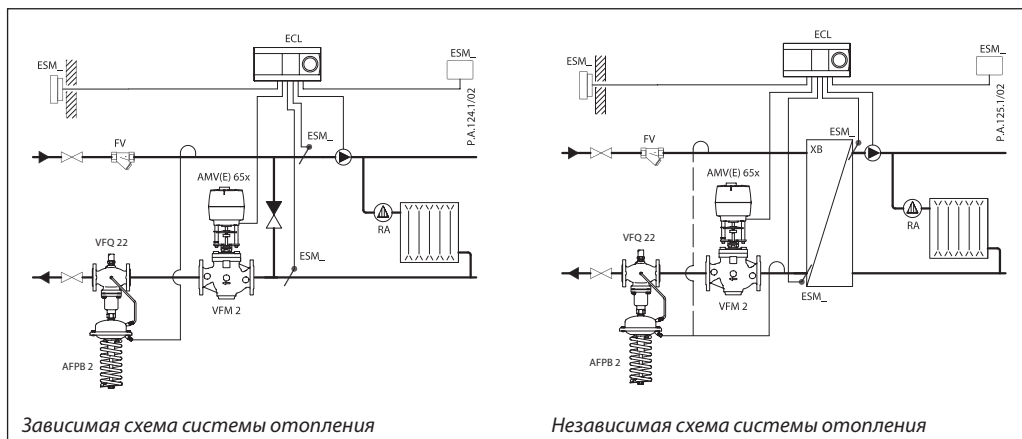 ECL
ESM_
ESM_
P.A.124.1/02
FV
ESM_
AMV(E) 65x
RA
VFQ 22
ESM_
VFM 2
AFPB 2
Зависимая схема системы отопления
ECL
ESM_
ESM_
P.A.125.1/02
FV
ESM_
XB
AMV(E) 65x
RA
VFQ 22
ESM_
VFM 2
AFPB 2
Независимая схема системы отопления